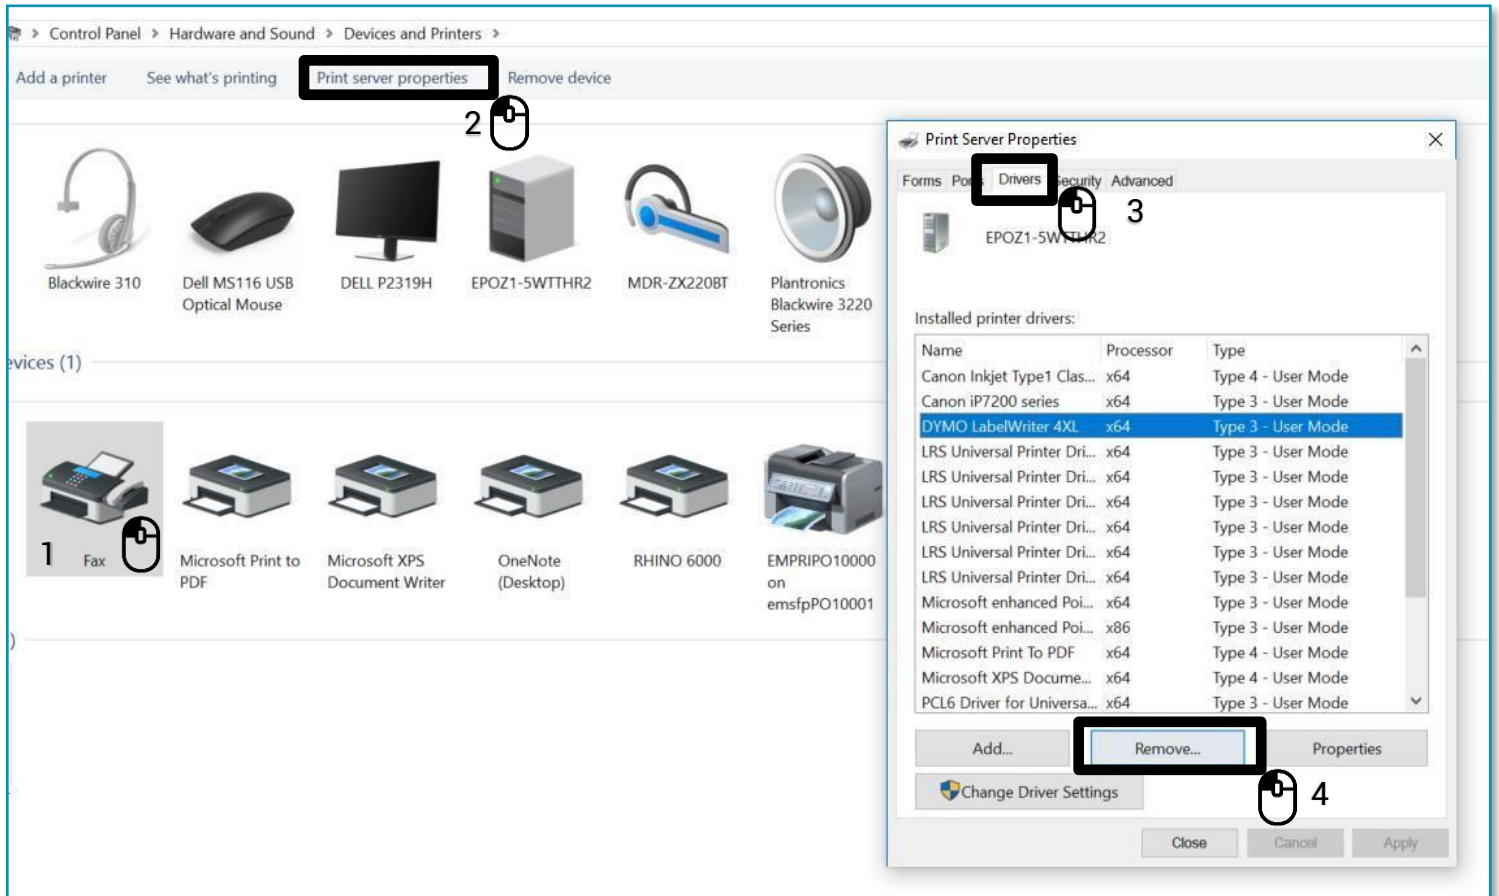 > Control Panel > Hardware and Sound > Devices and Printers >
Add a printer See what's printing Print server properties Remove device
2
Blackwire 310
Dell MS116 USB
Optical Mouse
DELL P2319H
EPOZ1-5WTTHR2
MDR-ZX220BT
Plantronics
Blackwire 3220
Series
evices (1)
1
Fax
Microsoft Print to
PDF
Microsoft XPS
Document Writer
OneNote
(Desktop)
RHINO 6000
EMPRIPO10000
on
emsfpPO10001
)
Print Server Properties
Forms Drivers Security Advanced
3
EPOZ1-5WTTHR2
Installed printer drivers:
Name Processor Type
Canon Inkjet Type1 Clas... x64 Type 4 - User Mode
Canon iP7200 series x64 Type 3 - User Mode
DYMO LabelWriter 4XL x64 Type 3 - User Mode
LRS Universal Printer Dri... x64 Type 3 - User Mode
LRS Universal Printer Dri... x64 Type 3 - User Mode
LRS Universal Printer Dri... x64 Type 3 - User Mode
LRS Universal Printer Dri... x64 Type 3 - User Mode
LRS Universal Printer Dri... x64 Type 3 - User Mode
LRS Universal Printer Dri... x64 Type 3 - User Mode
Microsoft enhanced Poi... x64 Type 3 - User Mode
Microsoft enhanced Poi... x86 Type 3 - User Mode
Microsoft Print To PDF x64 Type 4 - User Mode
Microsoft XPS Docume... x64 Type 4 - User Mode
PCL6 Driver for Universa... x64 Type 3 - User Mode
Add... Remove... Properties
4
Change Driver Settings
Close Cancel Apply